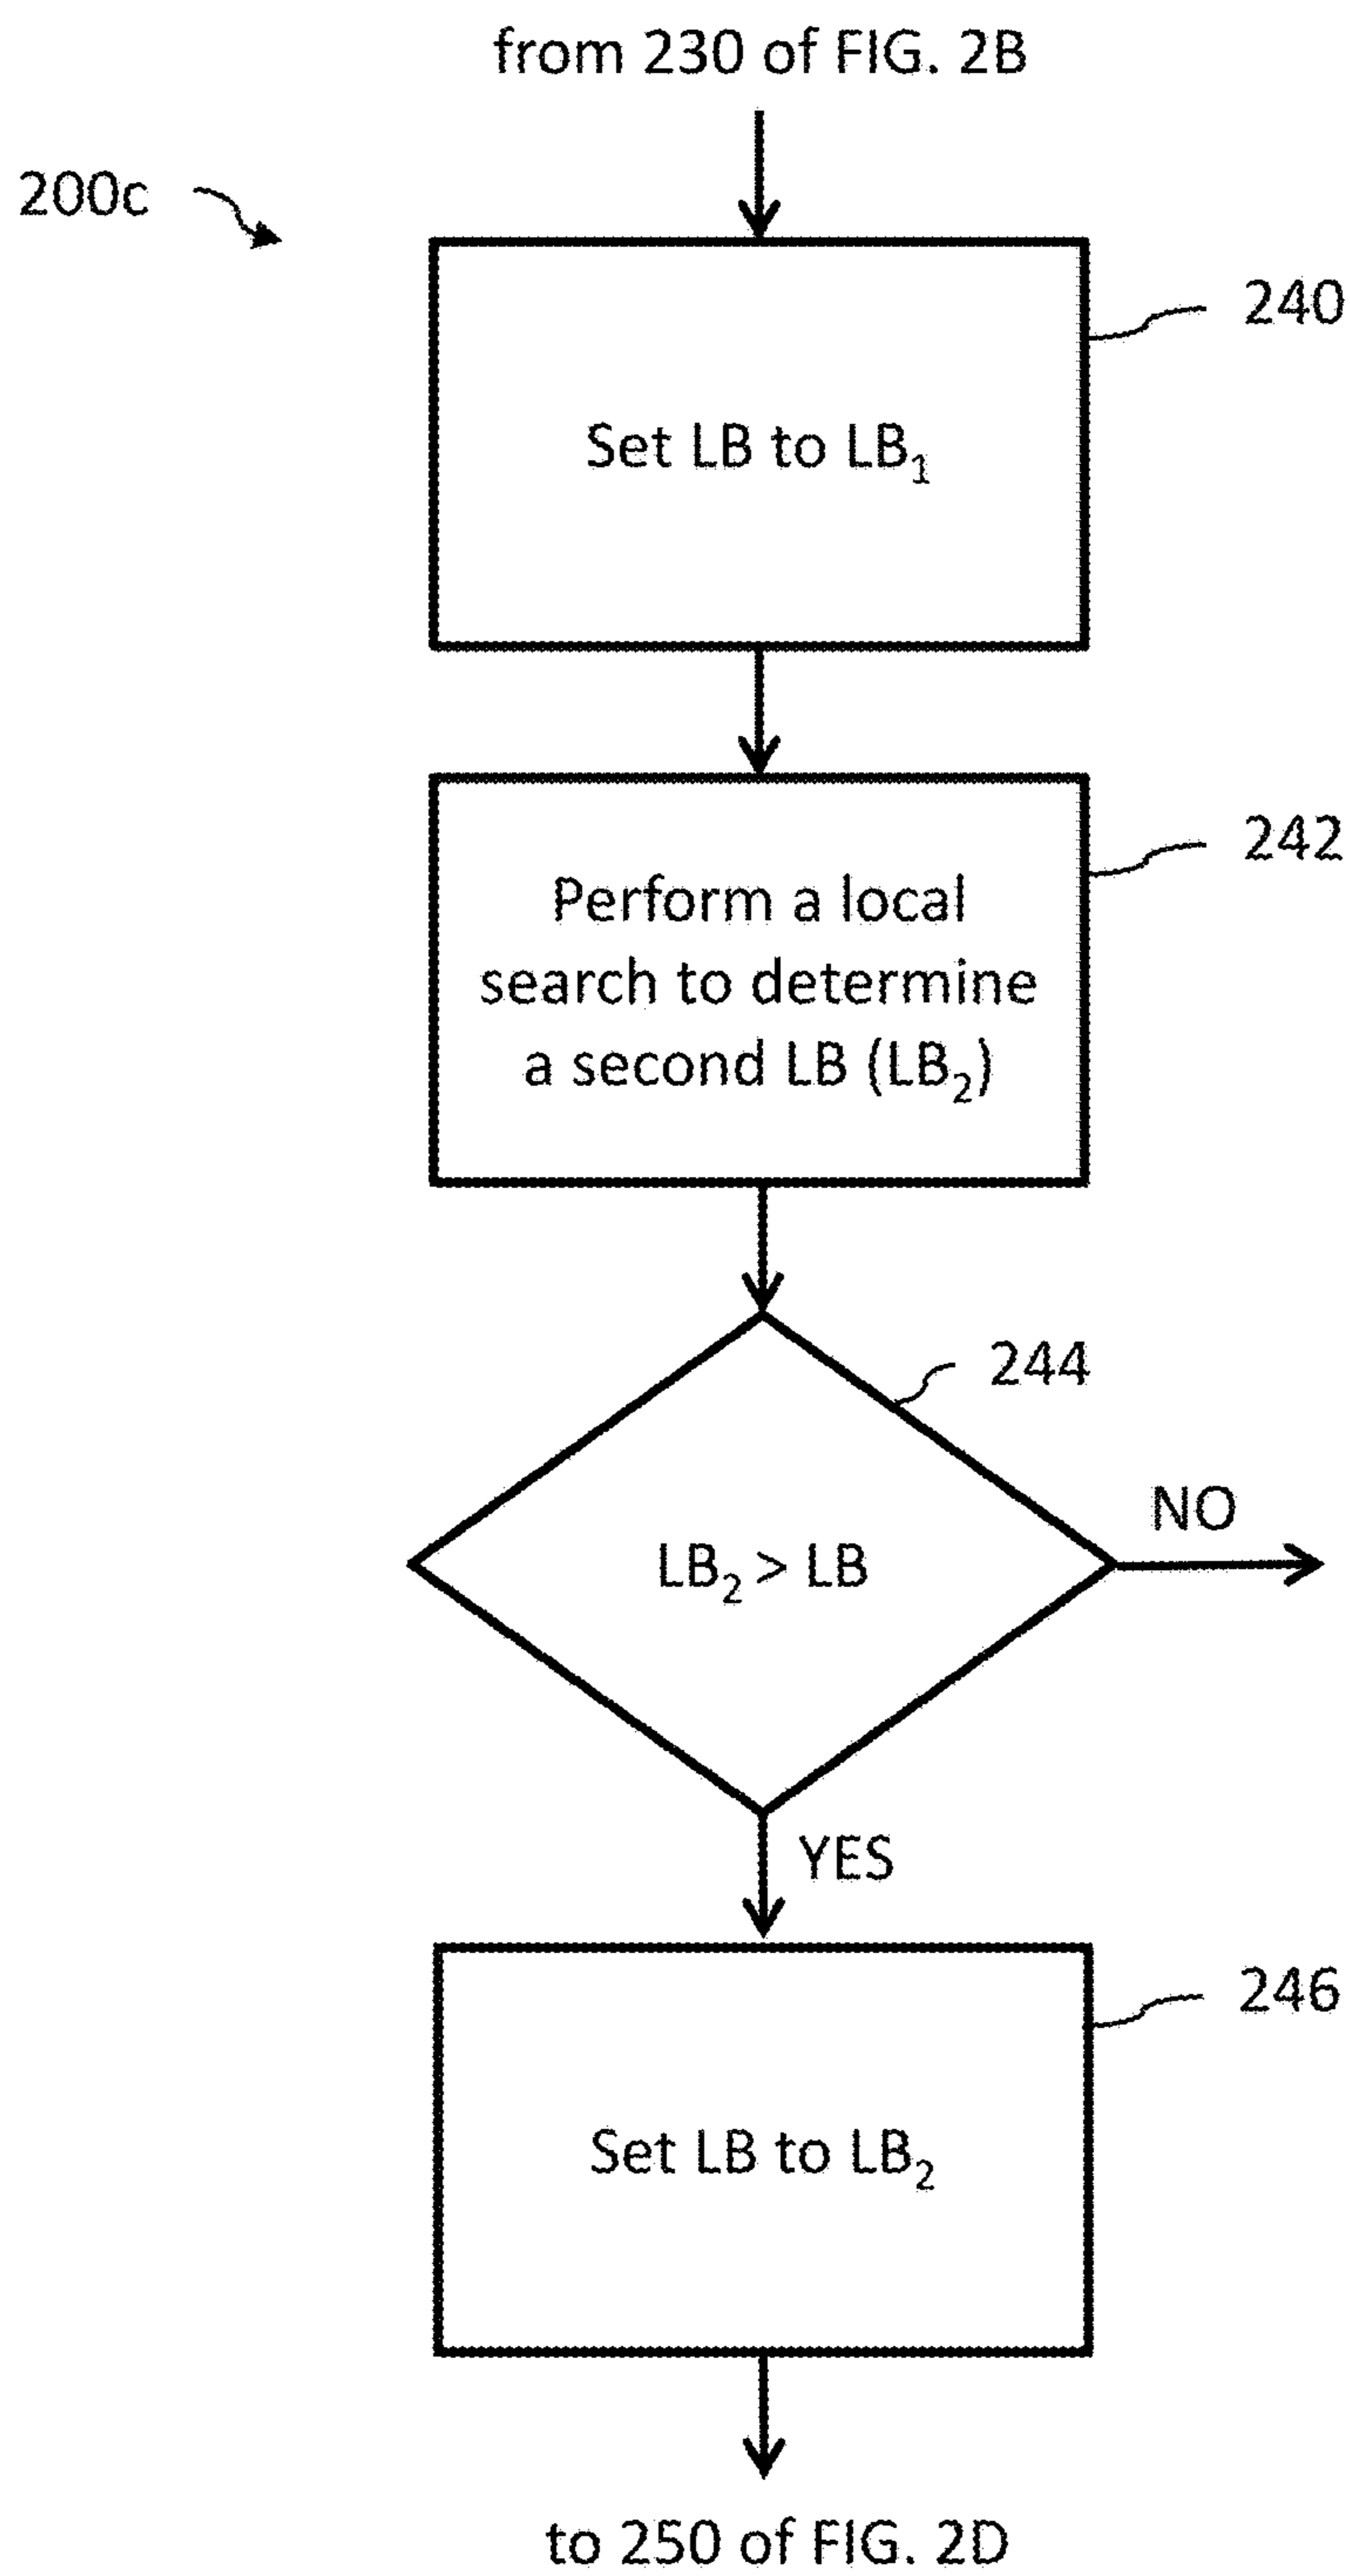 from 230 of FIG. 2B
200c
240
Set LB to LB₁
242
Perform a local
search to determine
a second LB (LB₂)
244
NO
LB₂ > LB
YES
246
Set LB to LB₂
to 250 of FIG. 2D